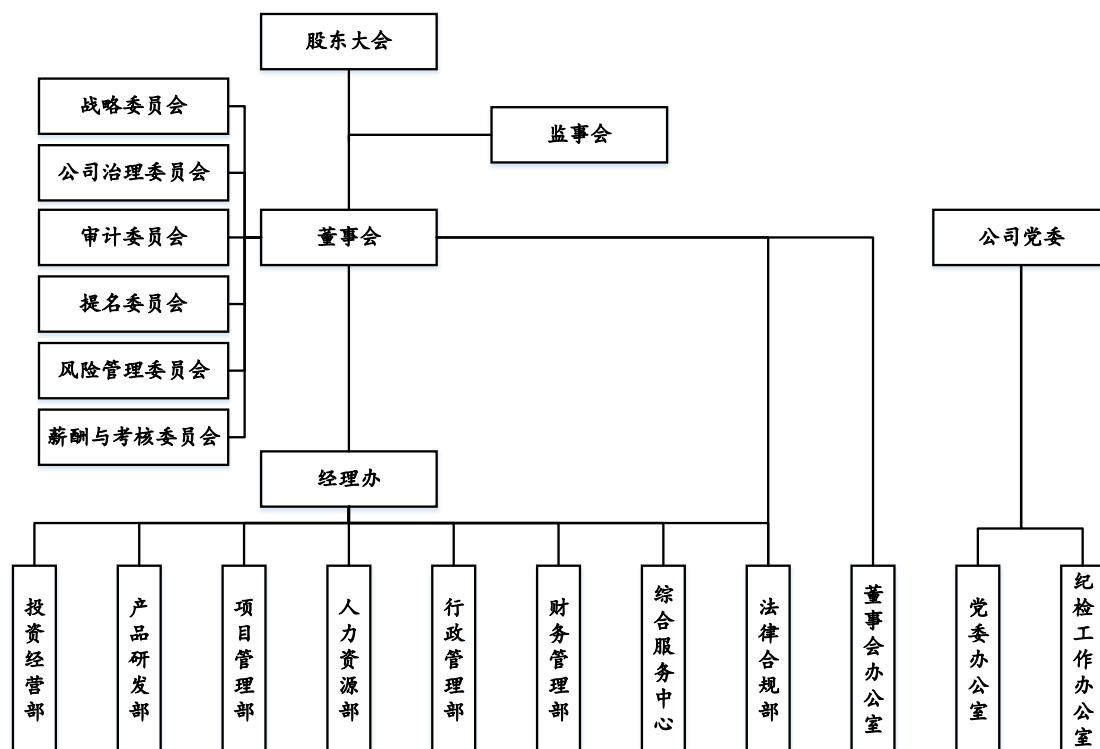 股东大会
战略委员会
监事会
公司治理委员会
审计委员会
董事会
公司党委
提名委员会
风险管理委员会
薪酬与考核委员会
经理办
投资经营部
产品研发部
项目管理部
人力资源部
行政管理部
财务管理部
综合服务中心
法律合规部
董事会办公室
党委办公室
纪检工作办公室